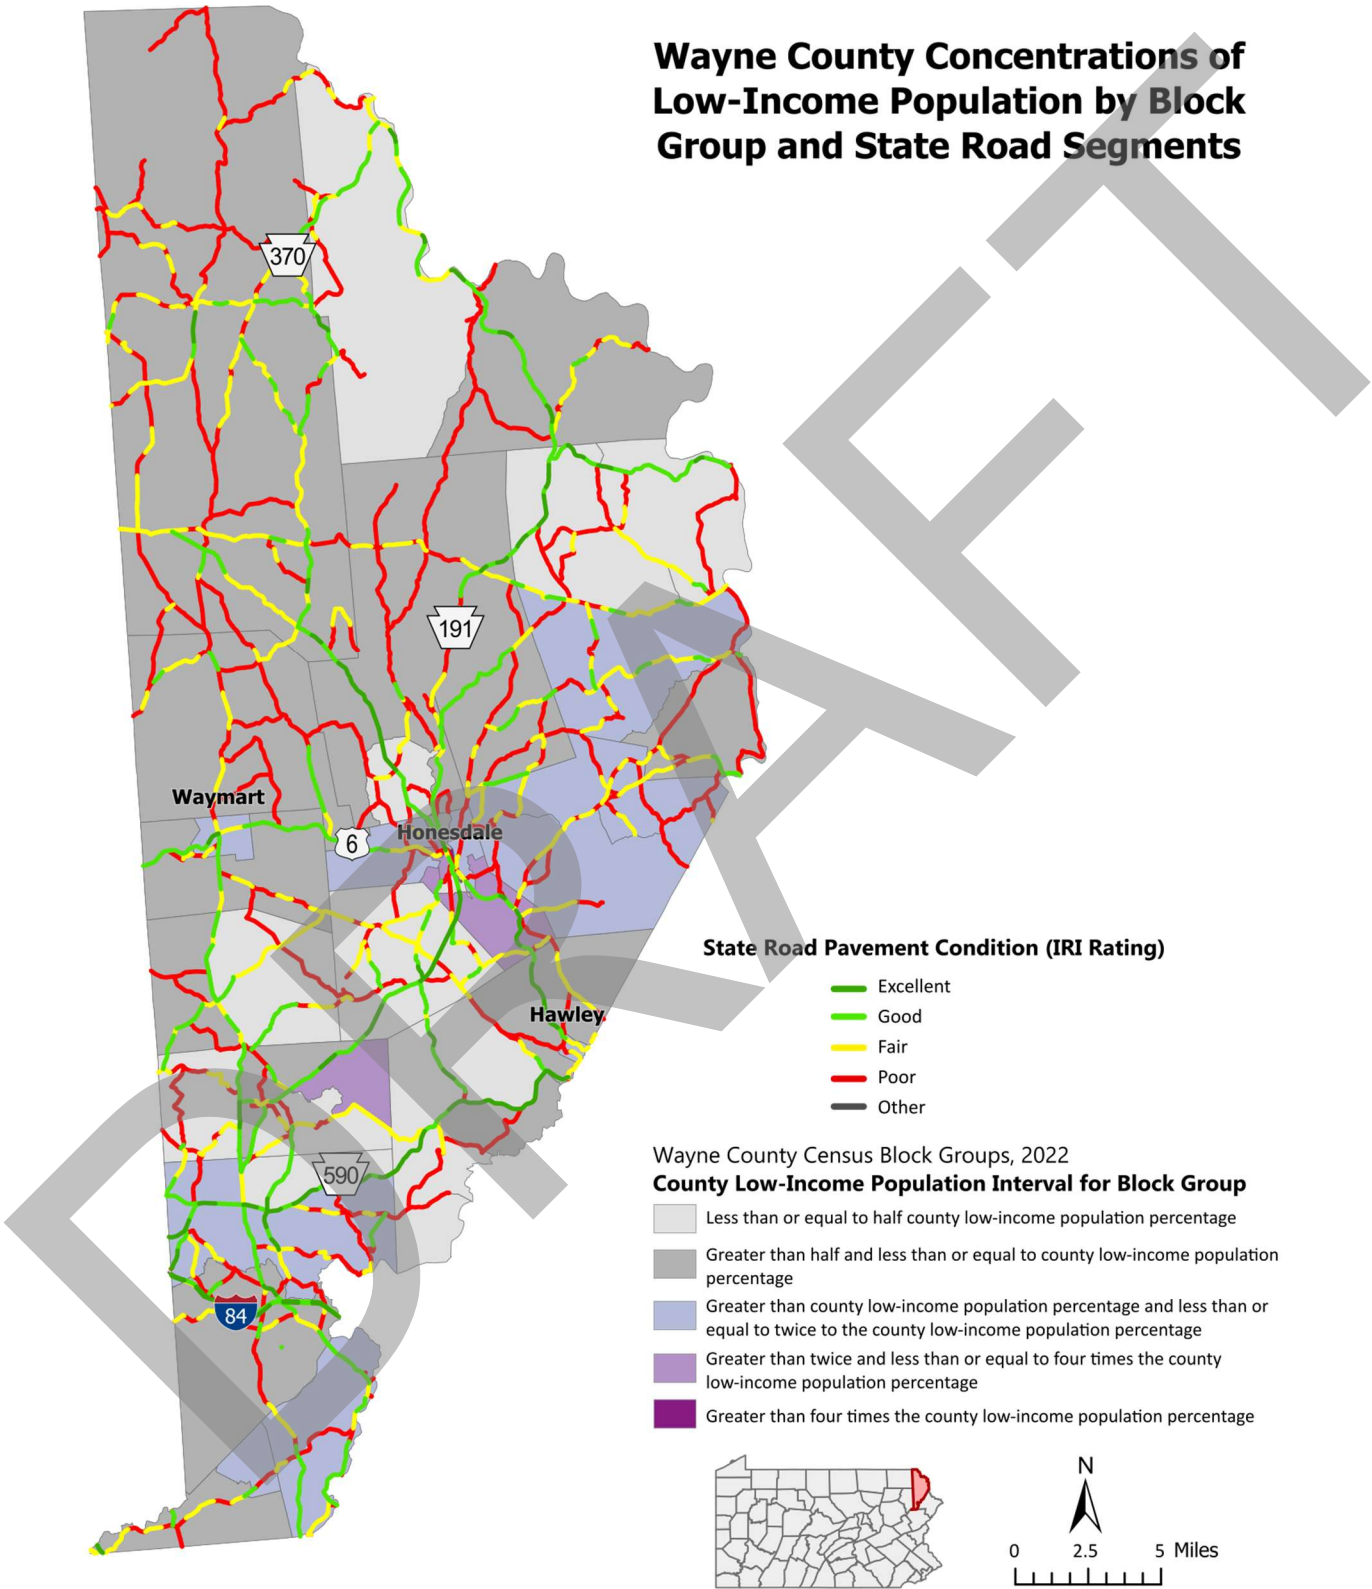 Wayne County Concentrations of
Low-Income Population by Block
Group and State Road Segments
370
191
Waymart
Honesdale
6
Hawley
590
84
State Road Pavement Condition (IRI Rating)
Excellent
Good
Fair
Poor
Other
Wayne County Census Block Groups, 2022
County Low-Income Population Interval for Block Group
Less than or equal to half county low-income population percentage
Greater than half and less than or equal to county low-income population
percentage
Greater than county low-income population percentage and less than or
equal to twice to the county low-income population percentage
Greater than twice and less than or equal to four times the county
low-income population percentage
Greater than four times the county low-income population percentage
N
0 2.5 5 Miles
DRAFT